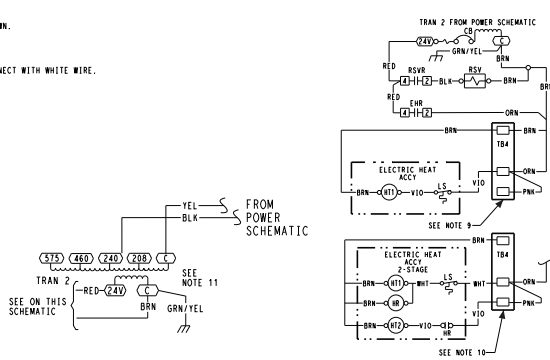 WN.
NECT WITH WHITE WIRE.
TRAN 2 FROM POWER SCHEMATIC
CB
24V C
GRN/YEL
RED BRN
RSVR RSV
4 2 BLK BRN
BRN
RED
EHR
4 2 ORN
BRN BRN
TB4
ELECTRIC HEAT
ACCY
ORN
VIO
LS
BRN HT1 VIO PNK
SEE NOTE 9
YEL FROM
BLK POWER
SCHEMATIC
575 460 240 208 C
TRAN 2
SEE
NOTE 11
RED 24V C
SEE ON THIS
SCHEMATIC
BRN GRN/YEL
BRN
TB4
ELECTRIC HEAT
ACCY
2-STAGE
LS
BRN HT1 WHT WHT ORN
BRN HR
VIO PNK
BRN HT2 VIO
HR
SEE NOTE 10